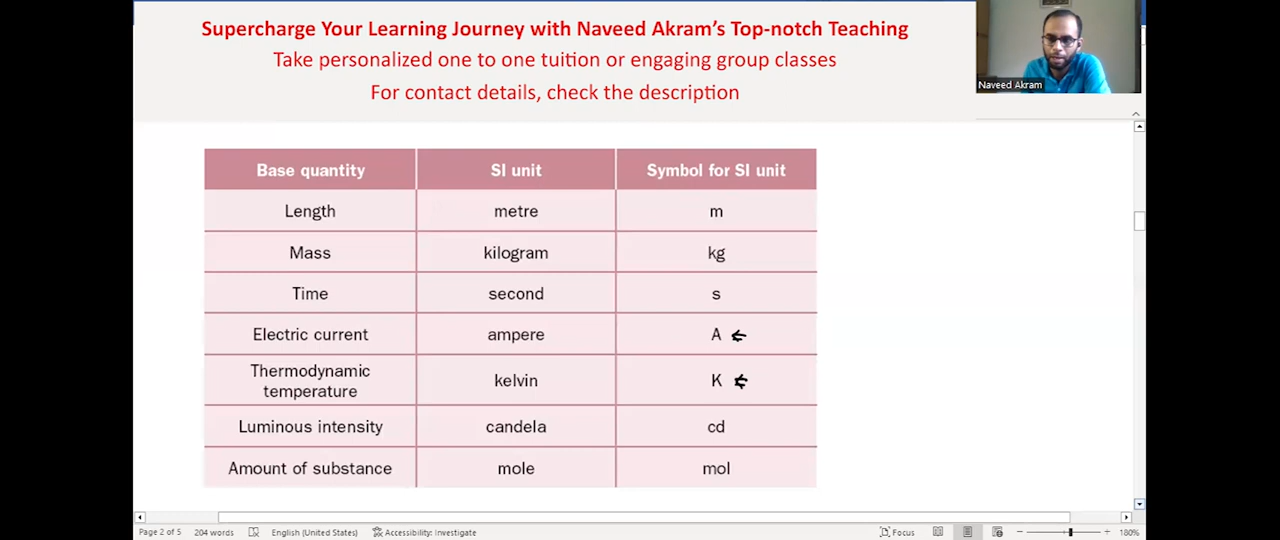 Supercharge Your Learning Journey with Naveed Akram's Top-notch Teaching
Take personalized one to one tuition or engaging group classes
For contact details, check the description
Naveed Akram
Base quantity SI unit Symbol for SI unit
Length metre m
Mass kilogram kg
Time second s
Electric current ampere A
Thermodynamic temperature kelvin K
Luminous intensity candela cd
Amount of substance mole mol
Page 2 of 5 204 words English (United States) Accessibility: Investigate Focus 180%